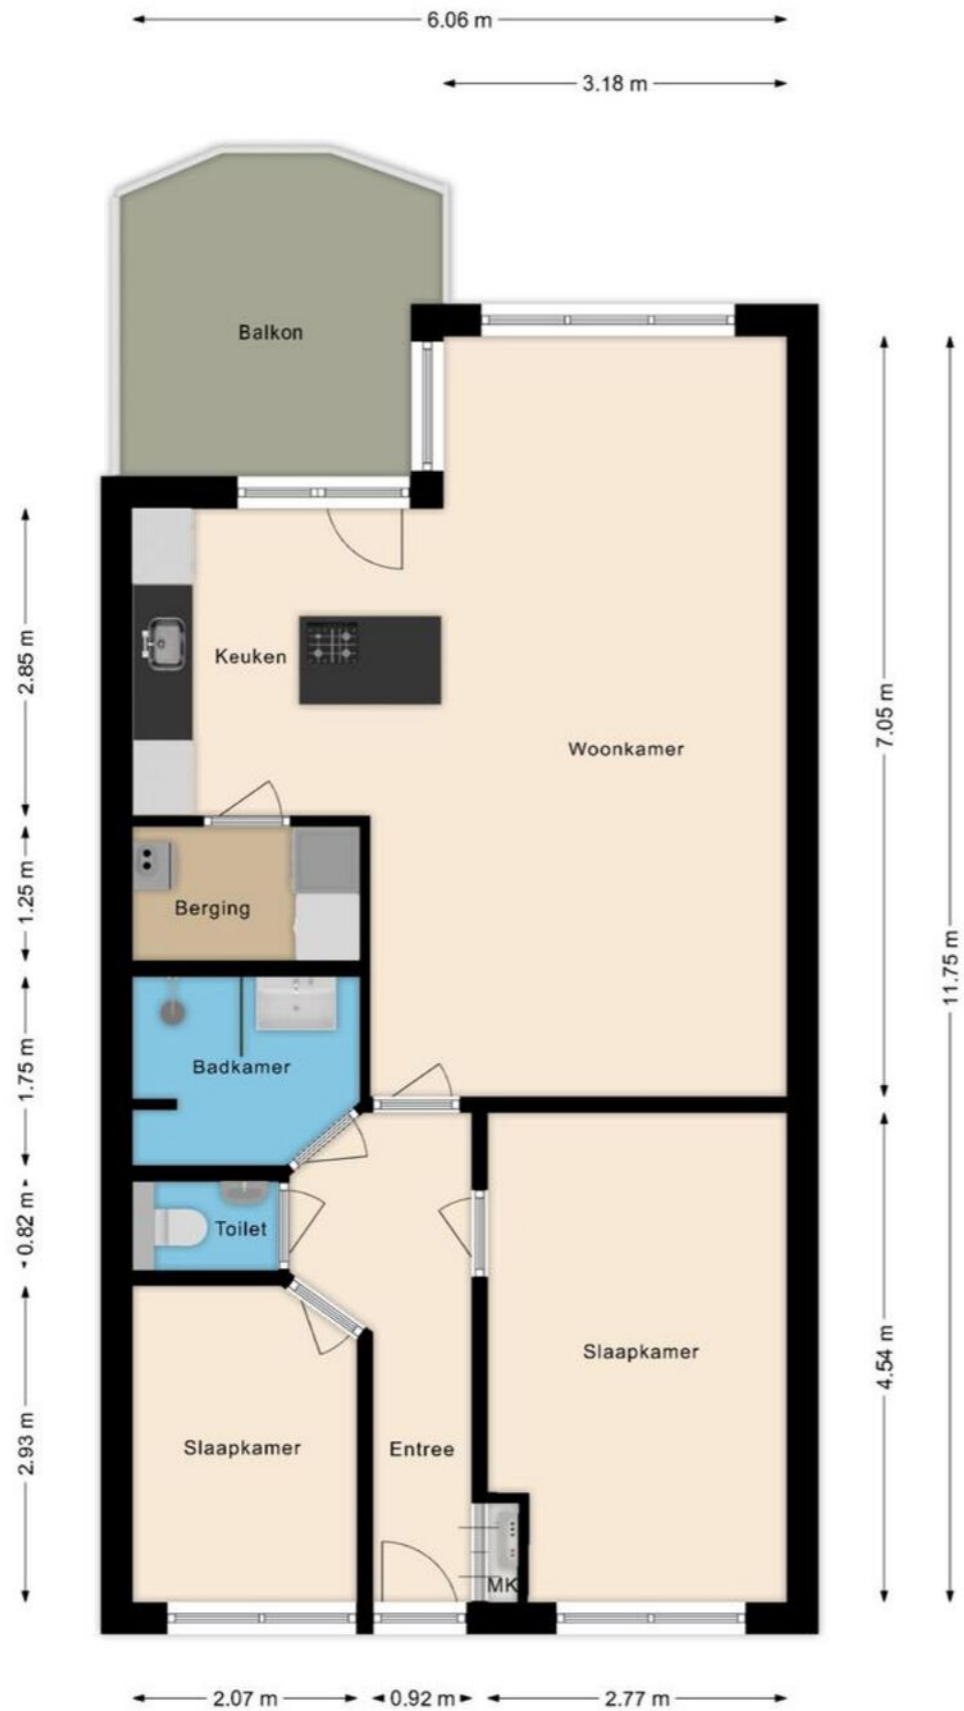 6.06 m
3.18 m
Balkon
2.85 m
Keuken
7.05 m
Woonkamer
1.25 m
Berging
11.75 m
1.75 m
Badkamer
0.82 m
Toilet
Slaapkamer
4.54 m
2.93 m
Slaapkamer
Entree
MK
2.07 m
0.92 m
2.77 m